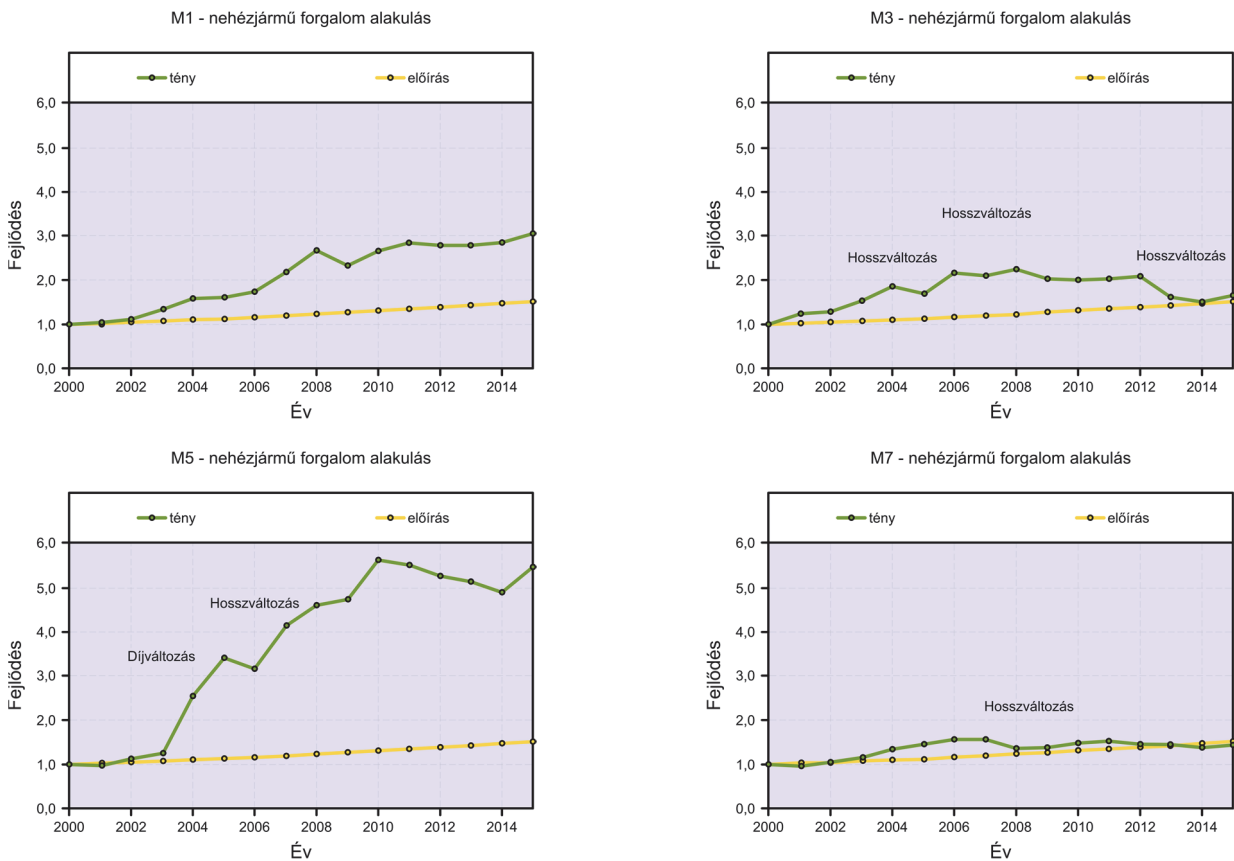 M1 - nehézjármű forgalom alakulás
tény előírás
6,0
5,0
4,0
3,0
2,0
1,0
0,0
Fejlődés
2000 2002 2004 2006 2008 2010 2012 2014
Év
M3 - nehézjármű forgalom alakulás
tény előírás
6,0
5,0
4,0
3,0
2,0
1,0
0,0
Fejlődés
Hosszváltozás
Hosszváltozás
Hosszváltozás
2000 2002 2004 2006 2008 2010 2012 2014
Év
M5 - nehézjármű forgalom alakulás
tény előírás
6,0
5,0
4,0
3,0
2,0
1,0
0,0
Fejlődés
Hosszváltozás
Díjváltozás
2000 2002 2004 2006 2008 2010 2012 2014
Év
M7 - nehézjármű forgalom alakulás
tény előírás
6,0
5,0
4,0
3,0
2,0
1,0
0,0
Fejlődés
Hosszváltozás
2000 2002 2004 2006 2008 2010 2012 2014
Év